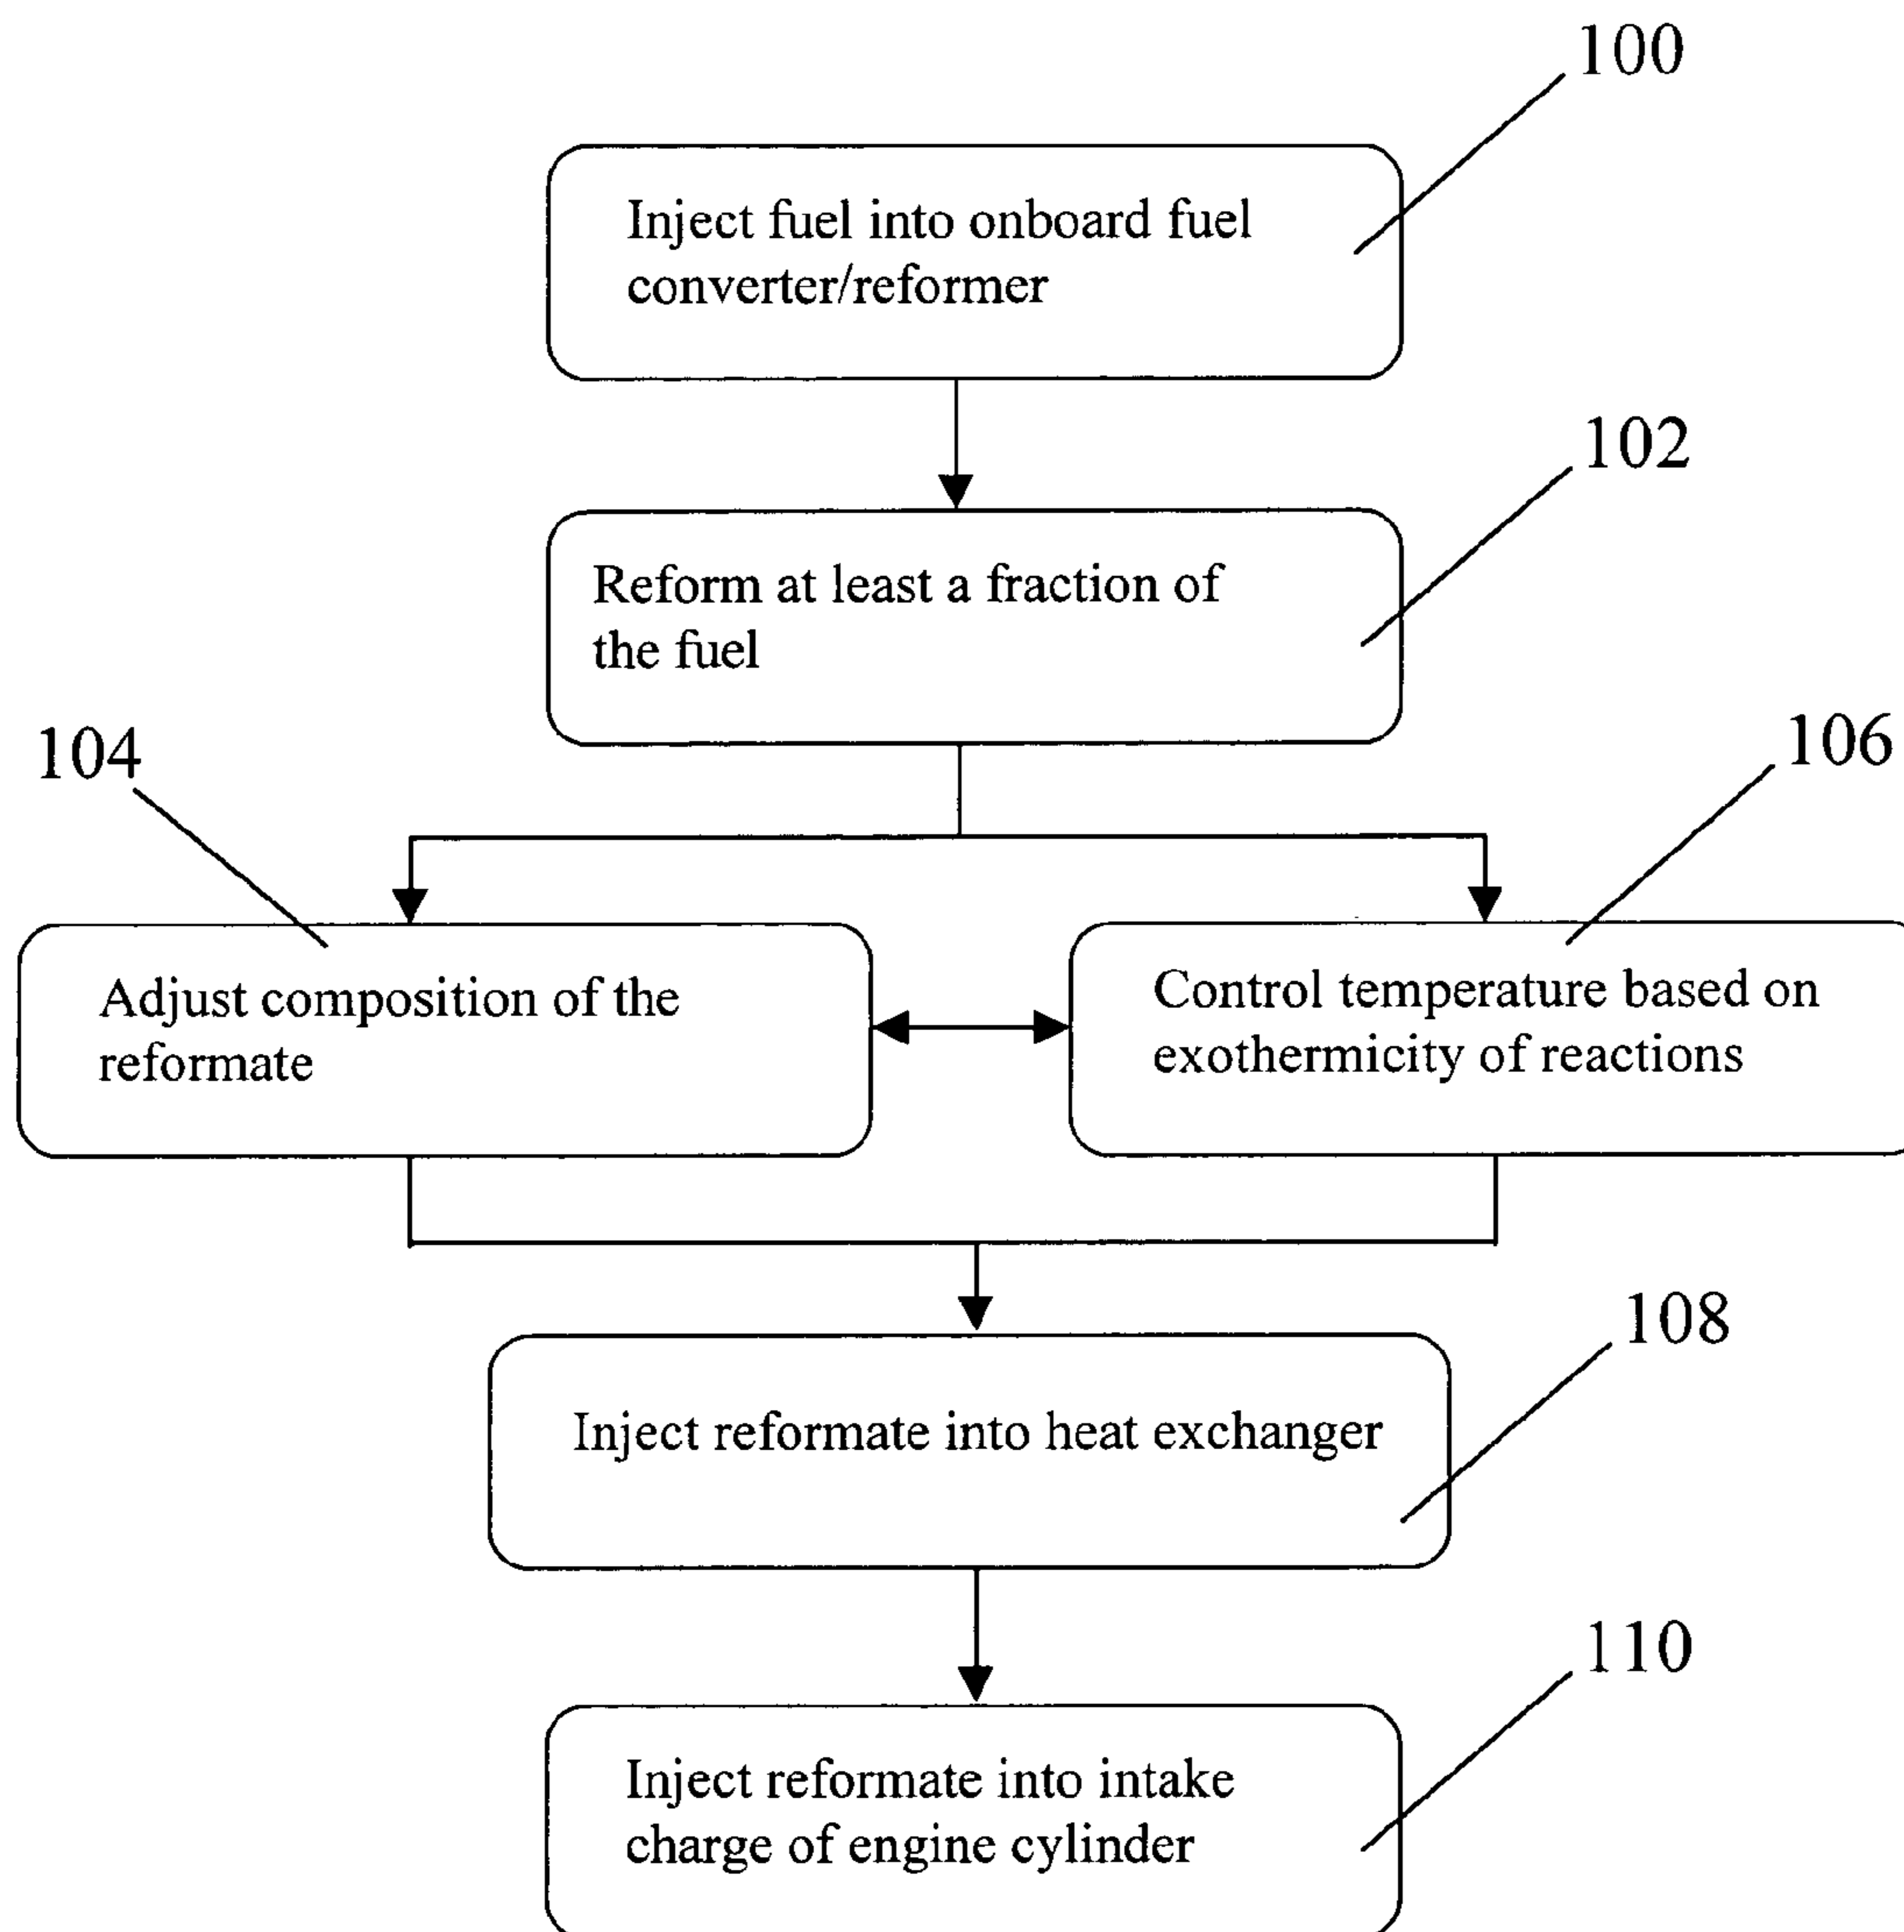 100
Inject fuel into onboard fuel
converter/reformer
102
Reform at least a fraction of
the fuel
104
106
Adjust composition of the
reformate
Control temperature based on
exothermicity of reactions
108
Inject reformate into heat exchanger
110
Inject reformate into intake
charge of engine cylinder